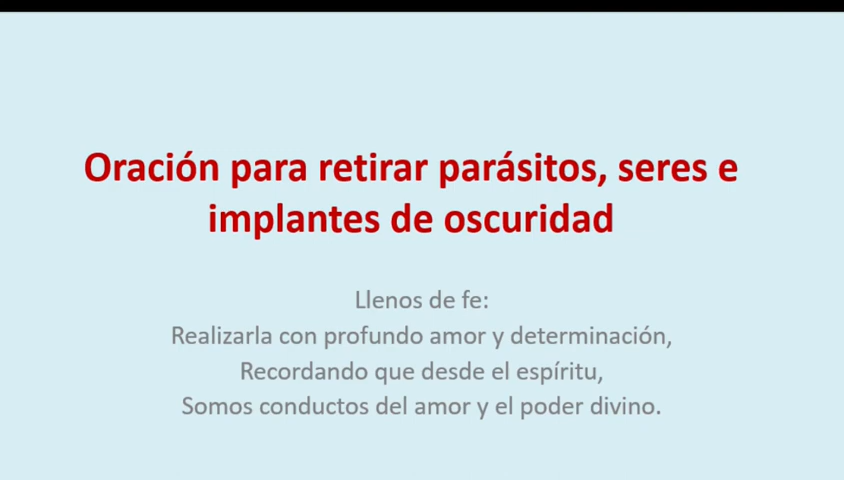 Oración para retirar parásitos, seres e
implantes de oscuridad
Llenos de fe:
Realizarla con profundo amor y determinación,
Recordando que desde el espíritu,
Somos conductos del amor y el poder divino.